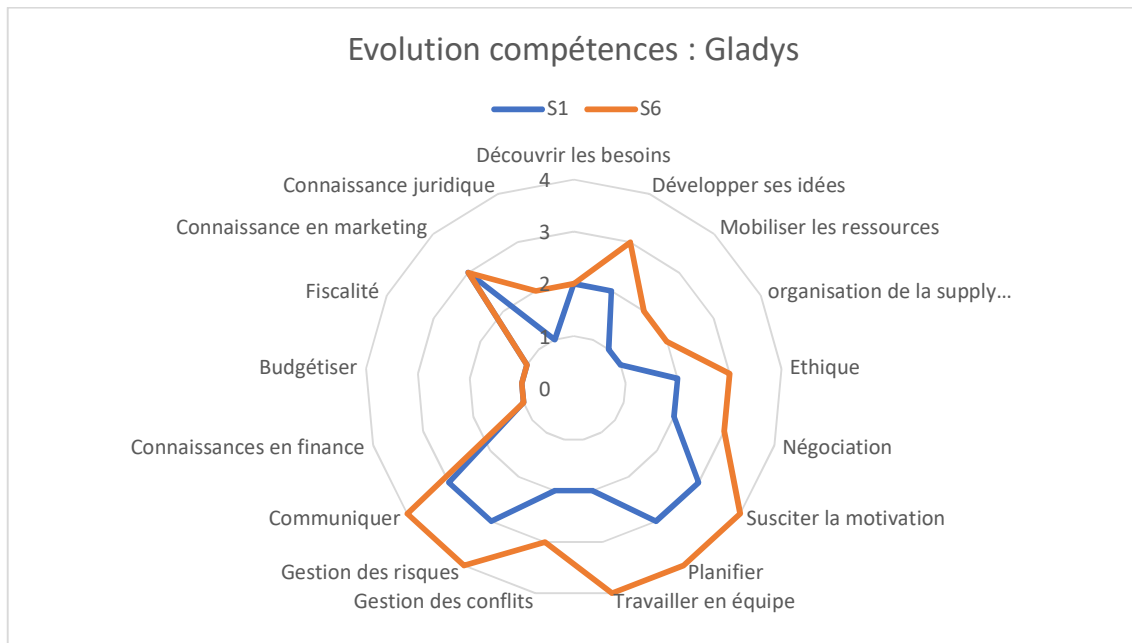 Evolution compétences : Gladys
S1 S6
Découvrir les besoins
Connaissance juridique
4
Développer ses idées
Connaissance en marketing
3
Mobiliser les ressources
Fiscalité
2
organisation de la supply...
1
Budgétiser
Ethique
0
Connaissances en finance
Négociation
Communiquer
Susciter la motivation
Gestion des risques
Planifier
Gestion des conflits
Travailler en équipe